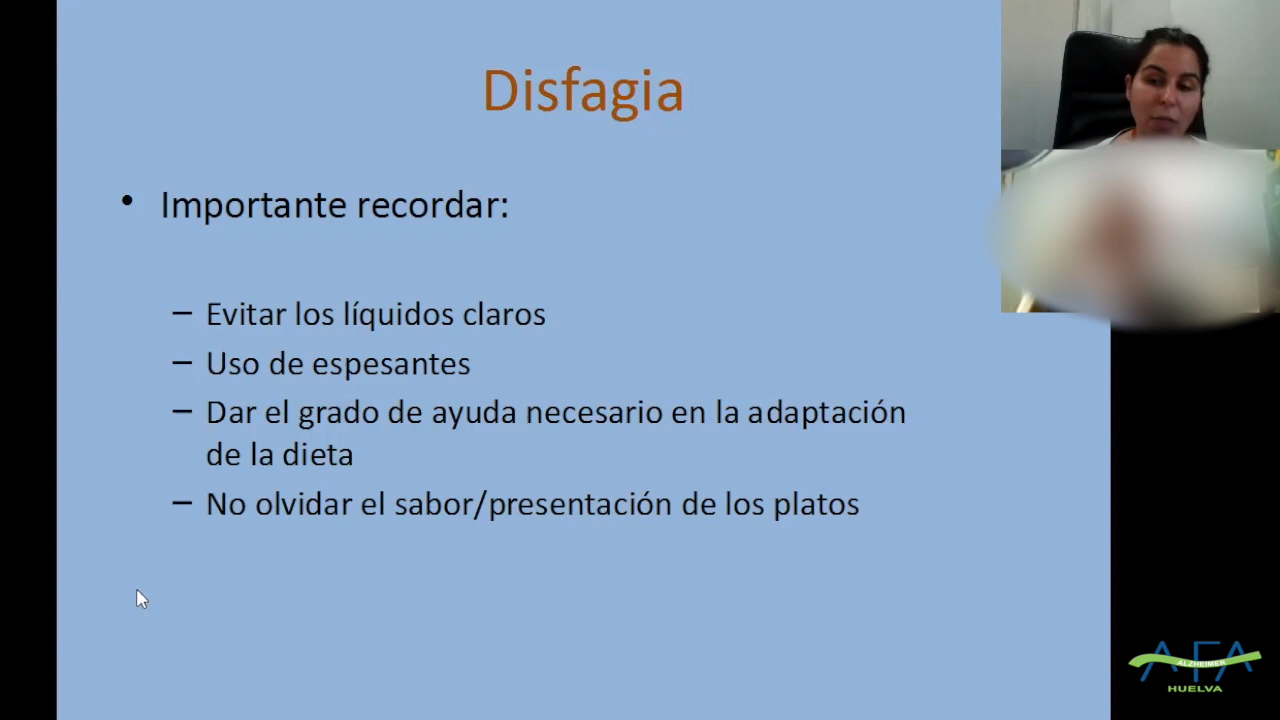 Disfagia
• Importante recordar:
– Evitar los líquidos claros
– Uso de espesantes
– Dar el grado de ayuda necesario en la adaptación
de la dieta
– No olvidar el sabor/presentación de los platos
AFA
ALZHEIMER
HUELVA